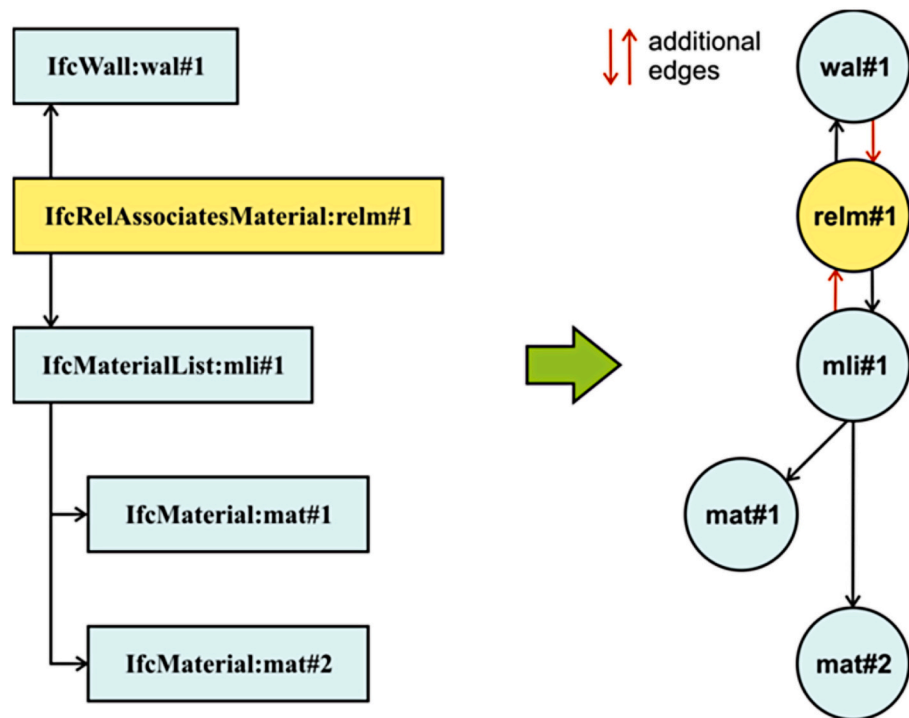 IfcWall:wal#1
IfcRelAssociatesMaterial:relm#1
IfcMaterialList:mli#1
IfcMaterial:mat#1
IfcMaterial:mat#2
additional
edges
wal#1
relm#1
mli#1
mat#1
mat#2